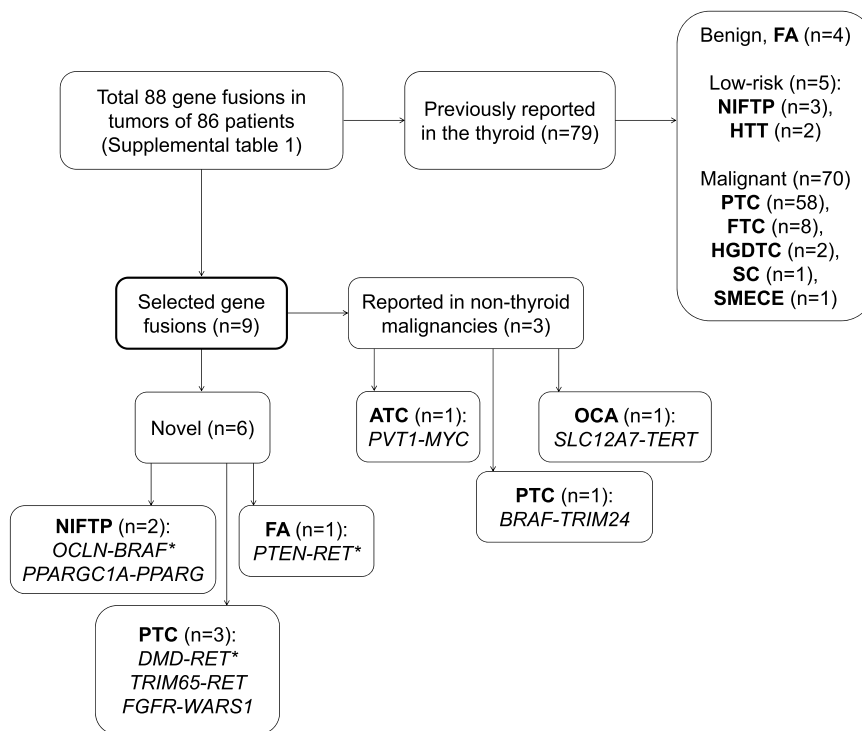 Total 88 gene fusions in
tumors of 86 patients
(Supplemental table 1)
Previously reported
in the thyroid (n=79)
Benign, FA (n=4)
Low-risk (n=5):
NIFTP (n=3),
HTT (n=2)
Malignant (n=70)
PTC (n=58),
FTC (n=8),
HGDTC (n=2),
SC (n=1),
SMECE (n=1)
Selected gene
fusions (n=9)
Reported in non-thyroid
malignancies (n=3)
Novel (n=6)
ATC (n=1):
PVT1-MYC
OCA (n=1):
SLC12A7-TERT
PTC (n=1):
BRAF-TRIM24
NIFTP (n=2):
OCLN-BRAF*
PPARGC1A-PPARG
FA (n=1):
PTEN-RET*
PTC (n=3):
DMD-RET*
TRIM65-RET
FGFR-WARS1